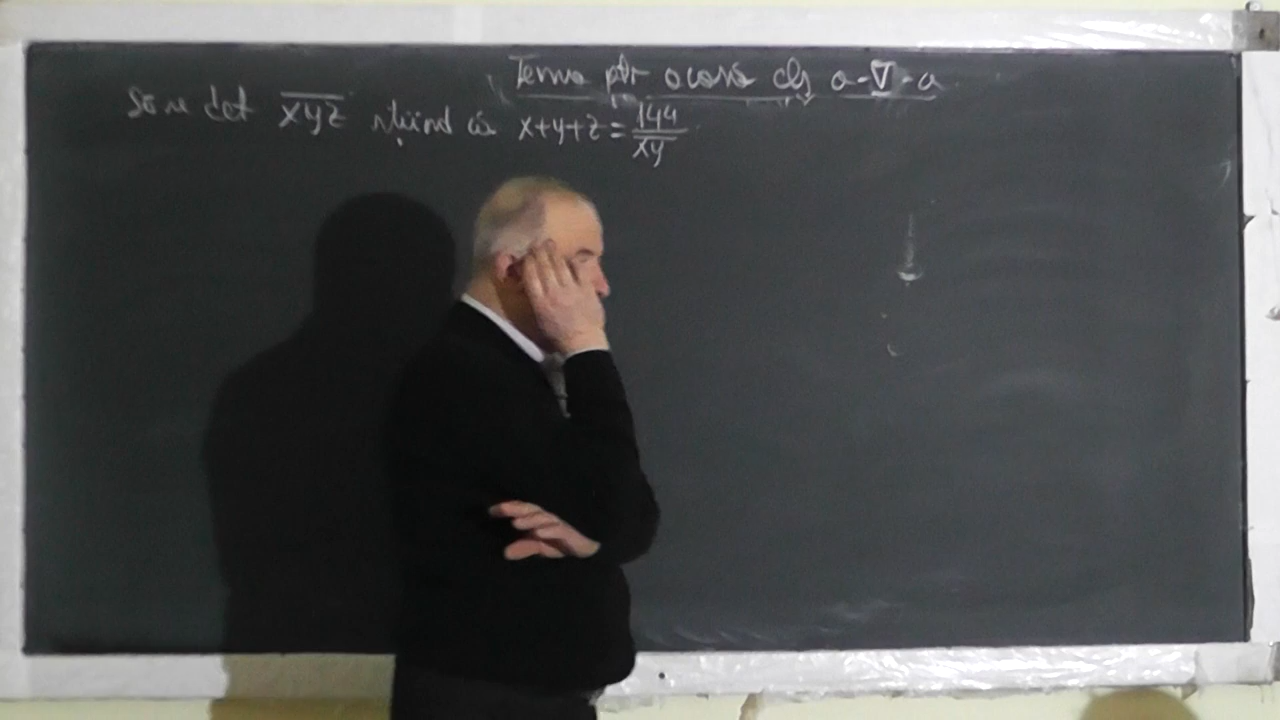 Tema ptr acasă cls a-V-a
Să se det xyz știind că x+y+z=144/xy